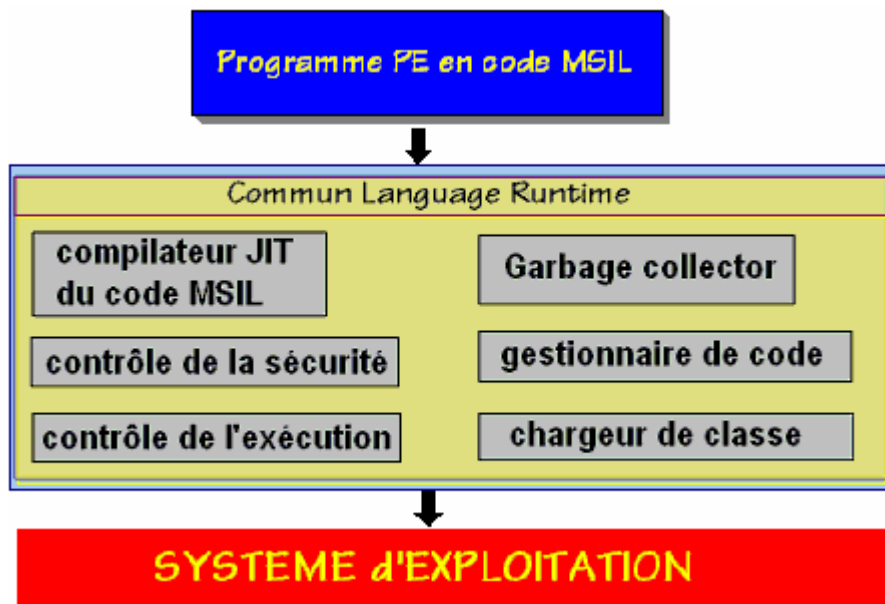 Programme PE en code MSIL
Commun Language Runtime
compilateur JIT
du code MSIL
Garbage collector
contrôle de la sécurité
gestionnaire de code
contrôle de l'exécution
chargeur de classe
SYSTEME d'EXPLOITATION